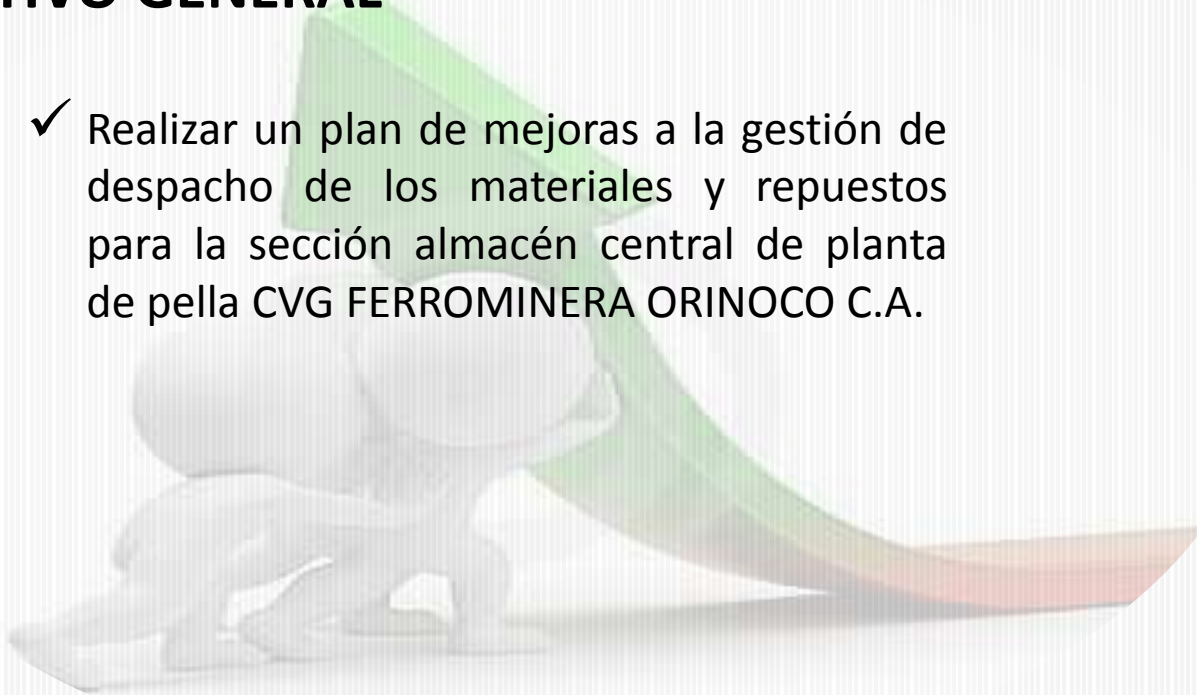 GENERAL
✓ Realizar un plan de mejoras a la gestión de
despacho de los materiales y repuestos
para la sección almacén central de planta
de pella CVG FERROMINERA ORINOCO C.A.